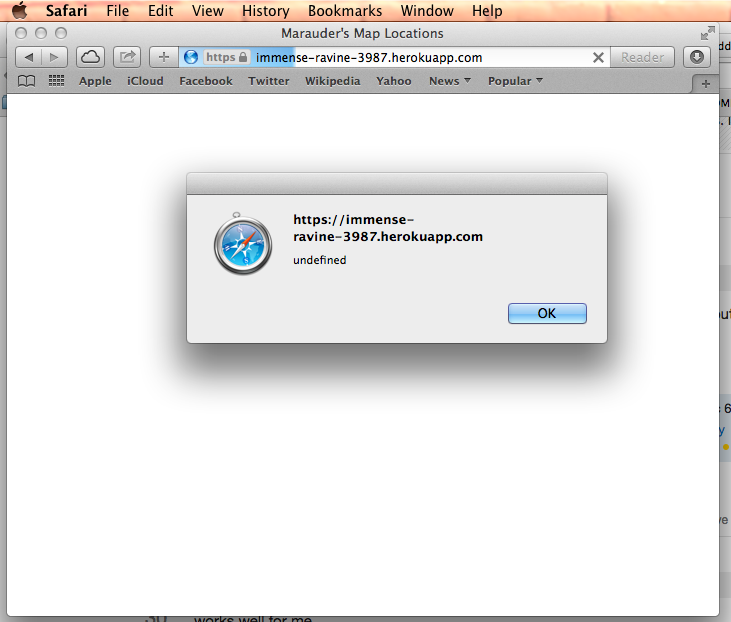 Safari File Edit View History Bookmarks Window Help
Marauder's Map Locations
https immense-ravine-3987.herokuapp.com Reader
Apple iCloud Facebook Twitter Wikipedia Yahoo News Popular
https://immense-
ravine-3987.herokuapp.com
undefined
OK
works well for me